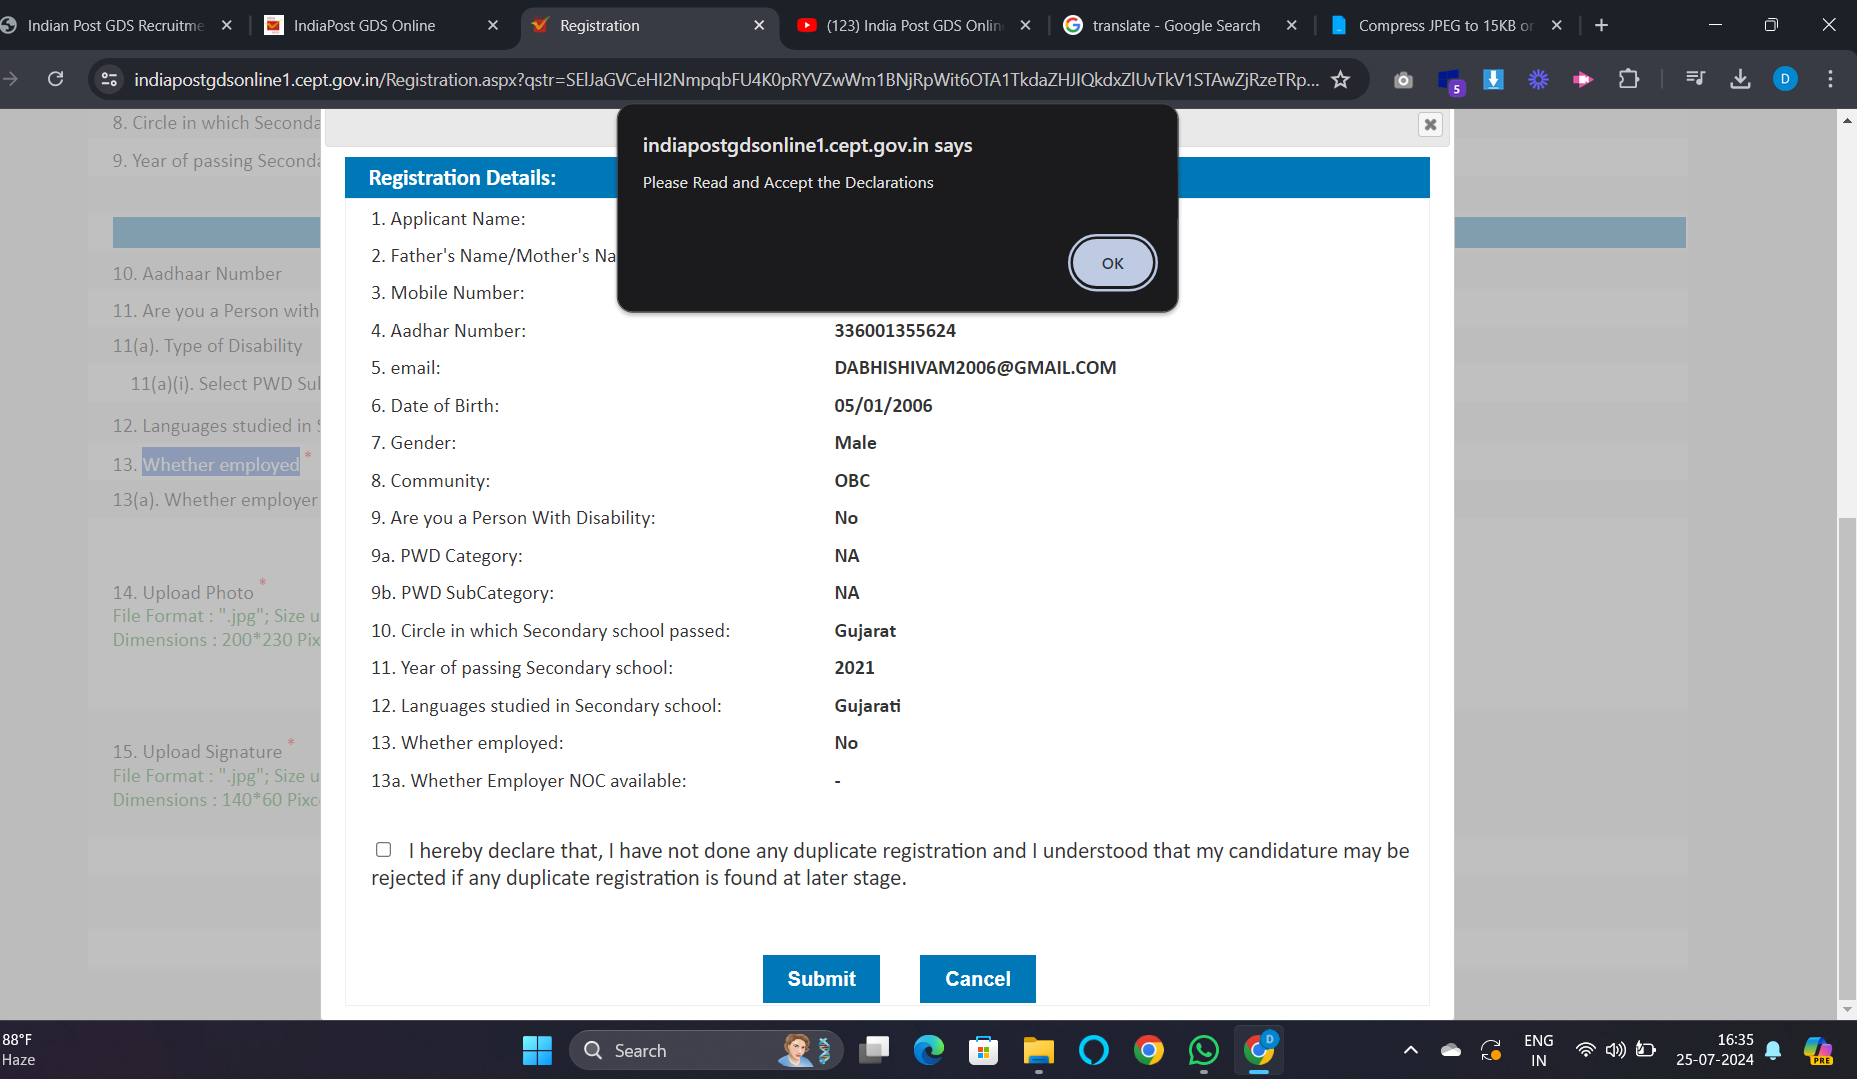 Indian Post GDS Recruitme
IndiaPost GDS Online
Registration
(123) India Post GDS Onlin
translate - Google Search
Compress JPEG to 15KB or
indiapostgdsonline1.cept.gov.in/Registration.aspx?qstr=SElJaGVCeHI2NmpqbFU4K0pRYVZwWm1BNjRpWit6OTA1TkdaZHJIQkdxZlUvTkV1STAwZjRzeTRp...
5
D
8. Circle in which Seconda
9. Year of passing Seconda
10. Aadhaar Number
11. Are you a Person with
11(a). Type of Disability
11(a)(i). Select PWD Sul
12. Languages studied in S
13. Whether employed *
13(a). Whether employer
14. Upload Photo *
File Format : ".jpg"; Size u
Dimensions : 200*230 Pix
15. Upload Signature *
File Format : ".jpg"; Size u
Dimensions : 140*60 Pixc
indiapostgdsonline1.cept.gov.in says
Please Read and Accept the Declarations
OK
Registration Details:
1. Applicant Name:
2. Father's Name/Mother's Na
3. Mobile Number:
4. Aadhar Number: 336001355624
5. email: DABHISHIVAM2006@GMAIL.COM
6. Date of Birth: 05/01/2006
7. Gender: Male
8. Community: OBC
9. Are you a Person With Disability: No
9a. PWD Category: NA
9b. PWD SubCategory: NA
10. Circle in which Secondary school passed: Gujarat
11. Year of passing Secondary school: 2021
12. Languages studied in Secondary school: Gujarati
13. Whether employed: No
13a. Whether Employer NOC available: -
I hereby declare that, I have not done any duplicate registration and I understood that my candidature may be
rejected if any duplicate registration is found at later stage.
Submit Cancel
88°F
Haze
Search
D
ENG
IN
16:35
25-07-2024
PRE